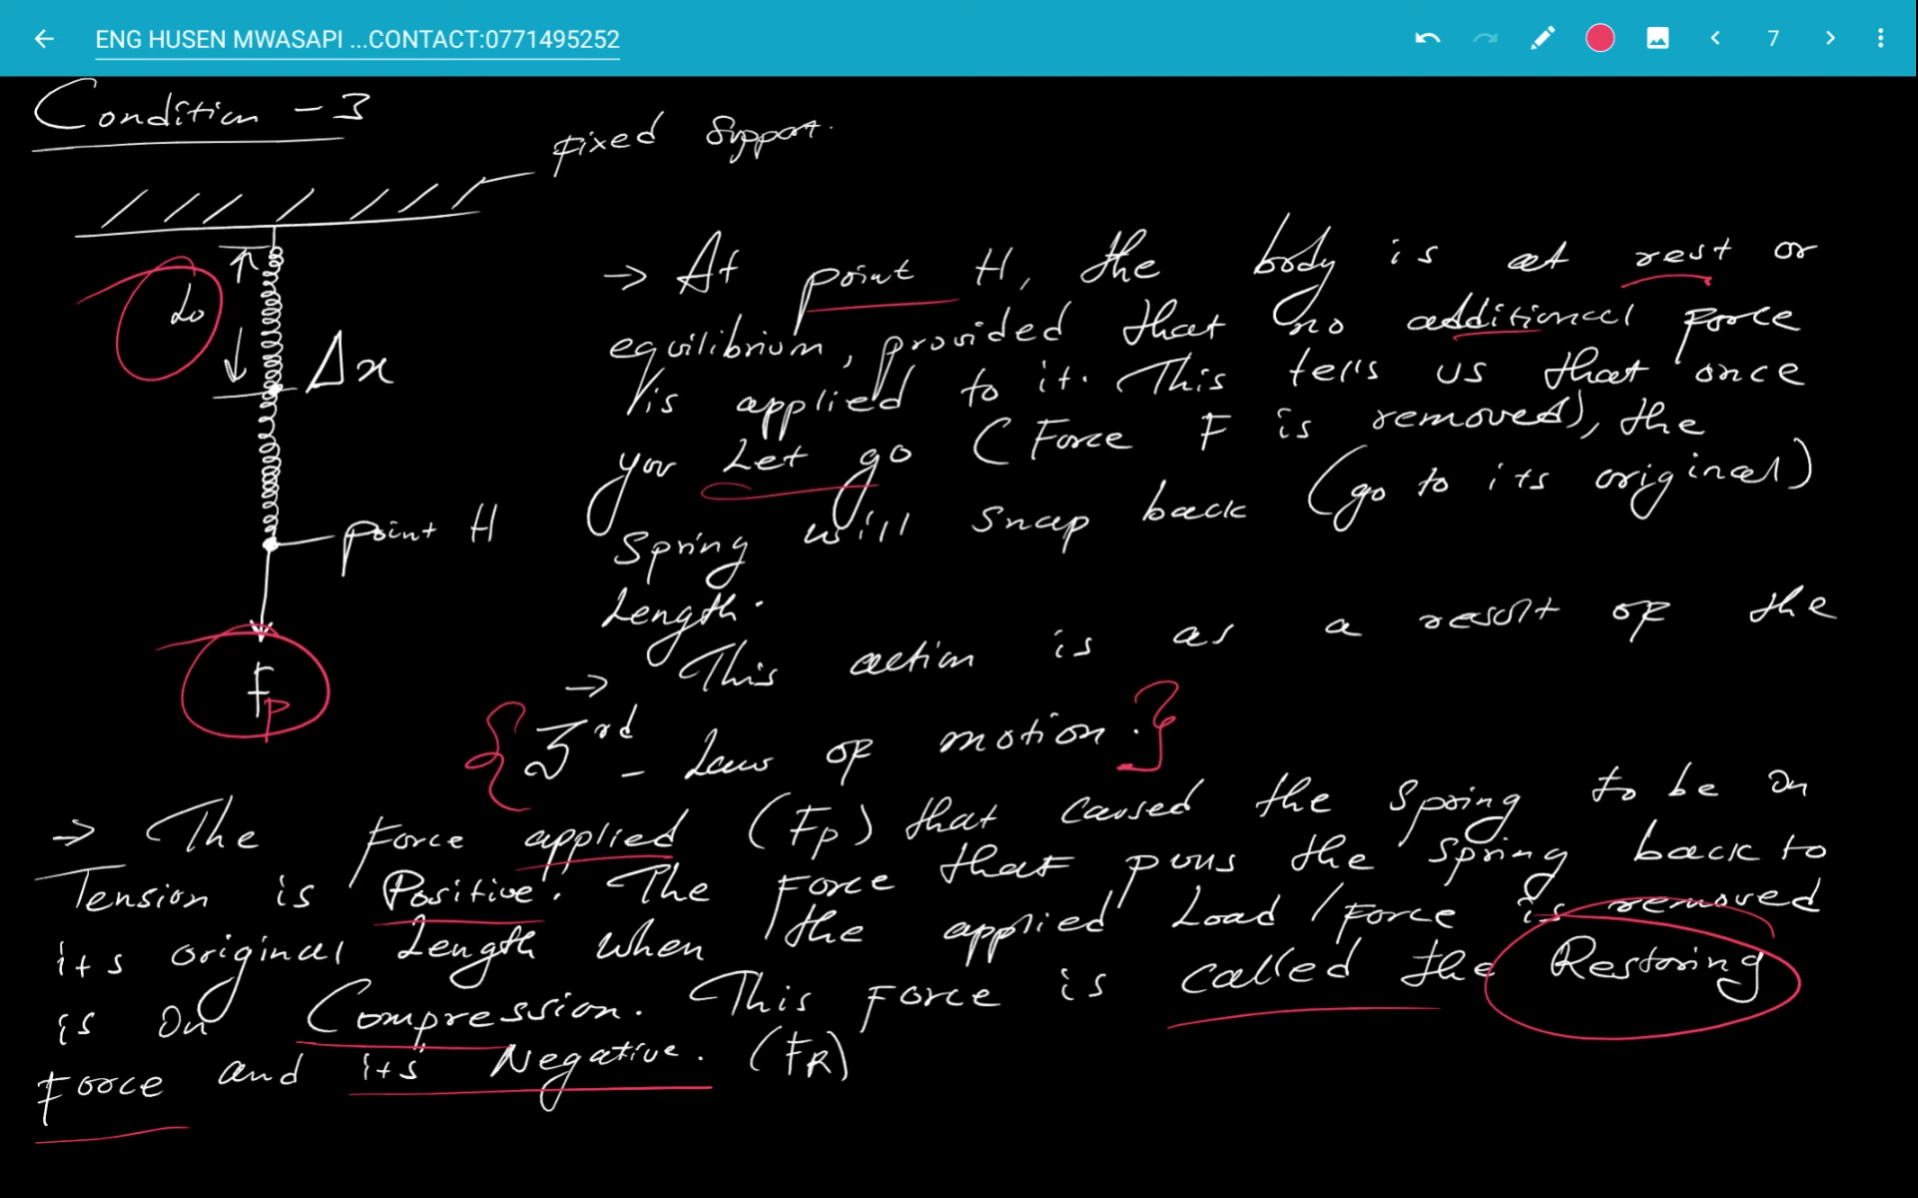 ENG HUSEN MWASAPI ...CONTACT:0771495252
7
Condition - 3
Fixed Support.
Lo
Δx
point H
Fp
→ At point H, the body is at rest or
equilibrium, provided that no additional force
is applied to it. This tells us that once
you Let go (Force F is removed), the
Spring will snap back (go to its original)
Length.
→ This action is as a result of the
{3rd - Law of motion.}
→ The Force applied (Fp) that caused the spring to be on
Tension is Positive. The Force that pulls the spring back to
its original Length when the applied Load / Force is removed
is on Compression. This Force is called the Restoring
Force and its Negative. (FR)